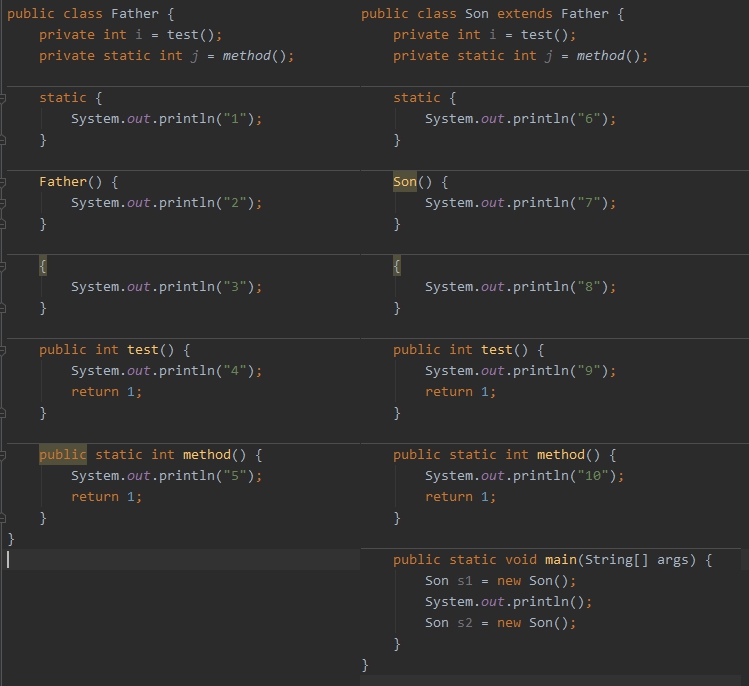 public class Father {
    private int i = test();
    private static int j = method();
    static {
        System.out.println("1");
    }
    Father() {
        System.out.println("2");
    }
    {
        System.out.println("3");
    }
    public int test() {
        System.out.println("4");
        return 1;
    }
    public static int method() {
        System.out.println("5");
        return 1;
    }
}
public class Son extends Father {
    private int i = test();
    private static int j = method();
    static {
        System.out.println("6");
    }
    Son() {
        System.out.println("7");
    }
    {
        System.out.println("8");
    }
    public int test() {
        System.out.println("9");
        return 1;
    }
    public static int method() {
        System.out.println("10");
        return 1;
    }
    public static void main(String[] args) {
        Son s1 = new Son();
        System.out.println();
        Son s2 = new Son();
    }
}